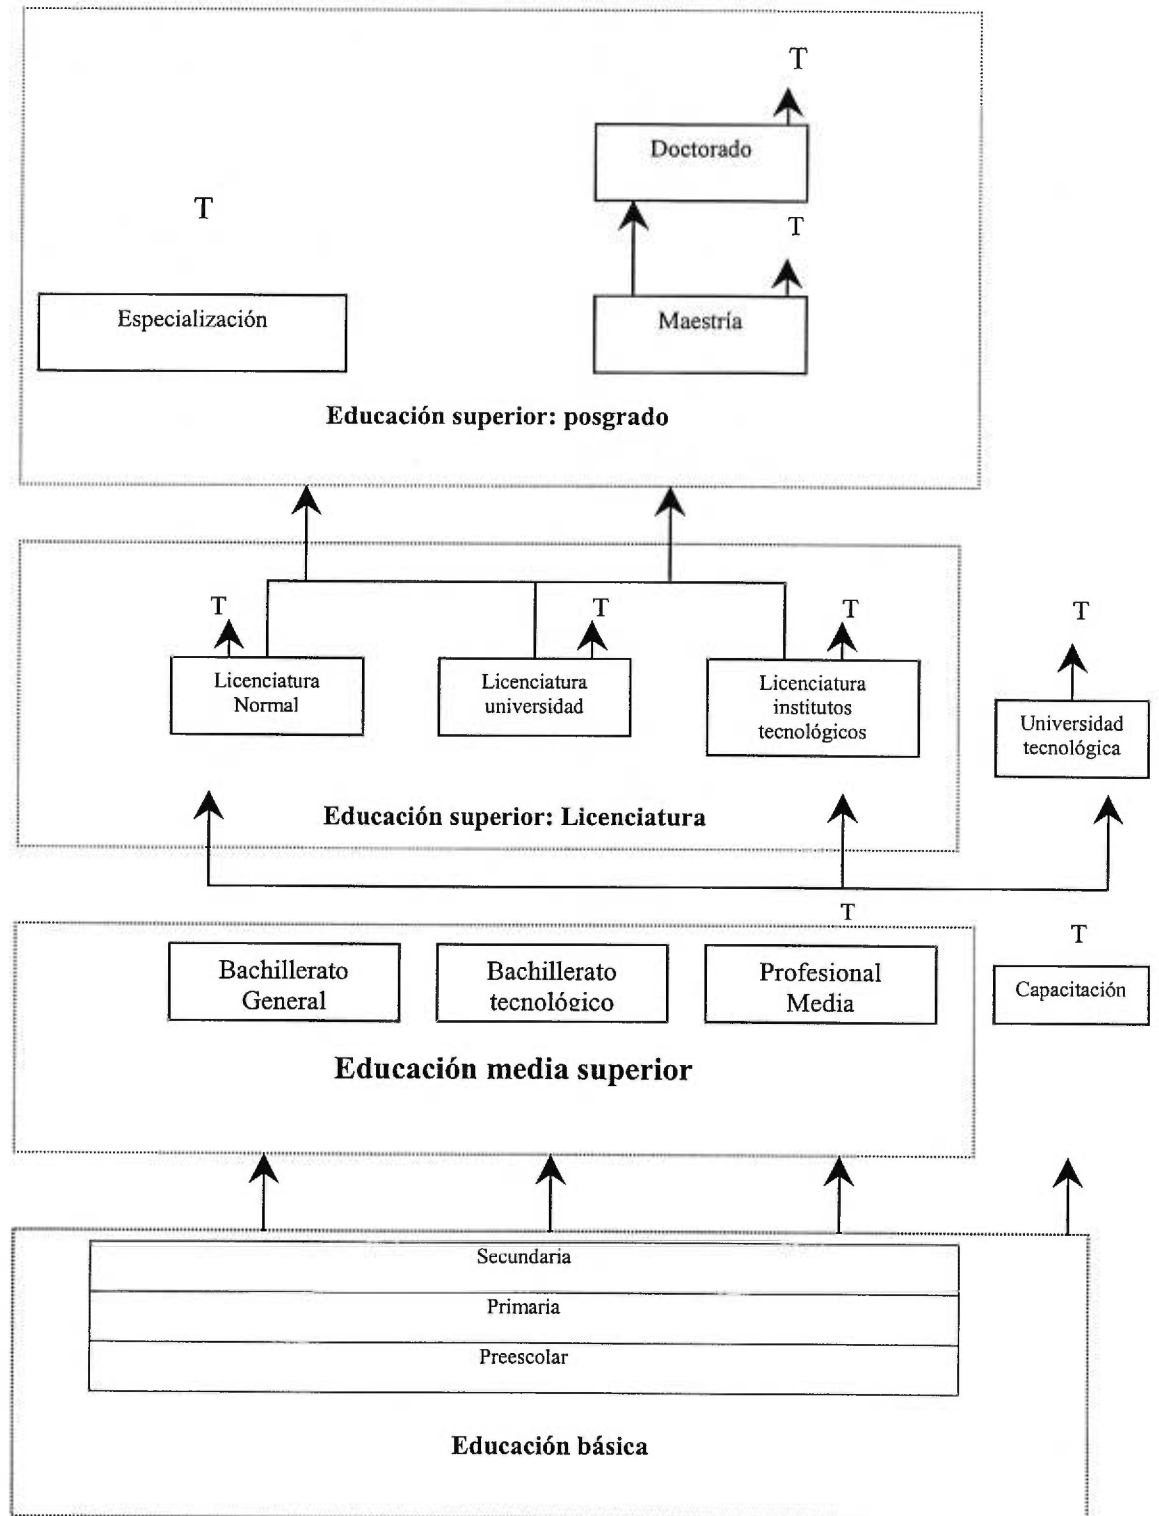 T
Doctorado
T
T
Especialización
Maestría
Educación superior: posgrado
T
T
T
T
Licenciatura
Normal
Licenciatura
universidad
Licenciatura
institutos
tecnológicos
Universidad
tecnológica
Educación superior: Licenciatura
T
T
Bachillerato
General
Bachillerato
tecnológico
Profesional
Media
Capacitación
Educación media superior
Secundaria
Primaria
Preescolar
Educación básica